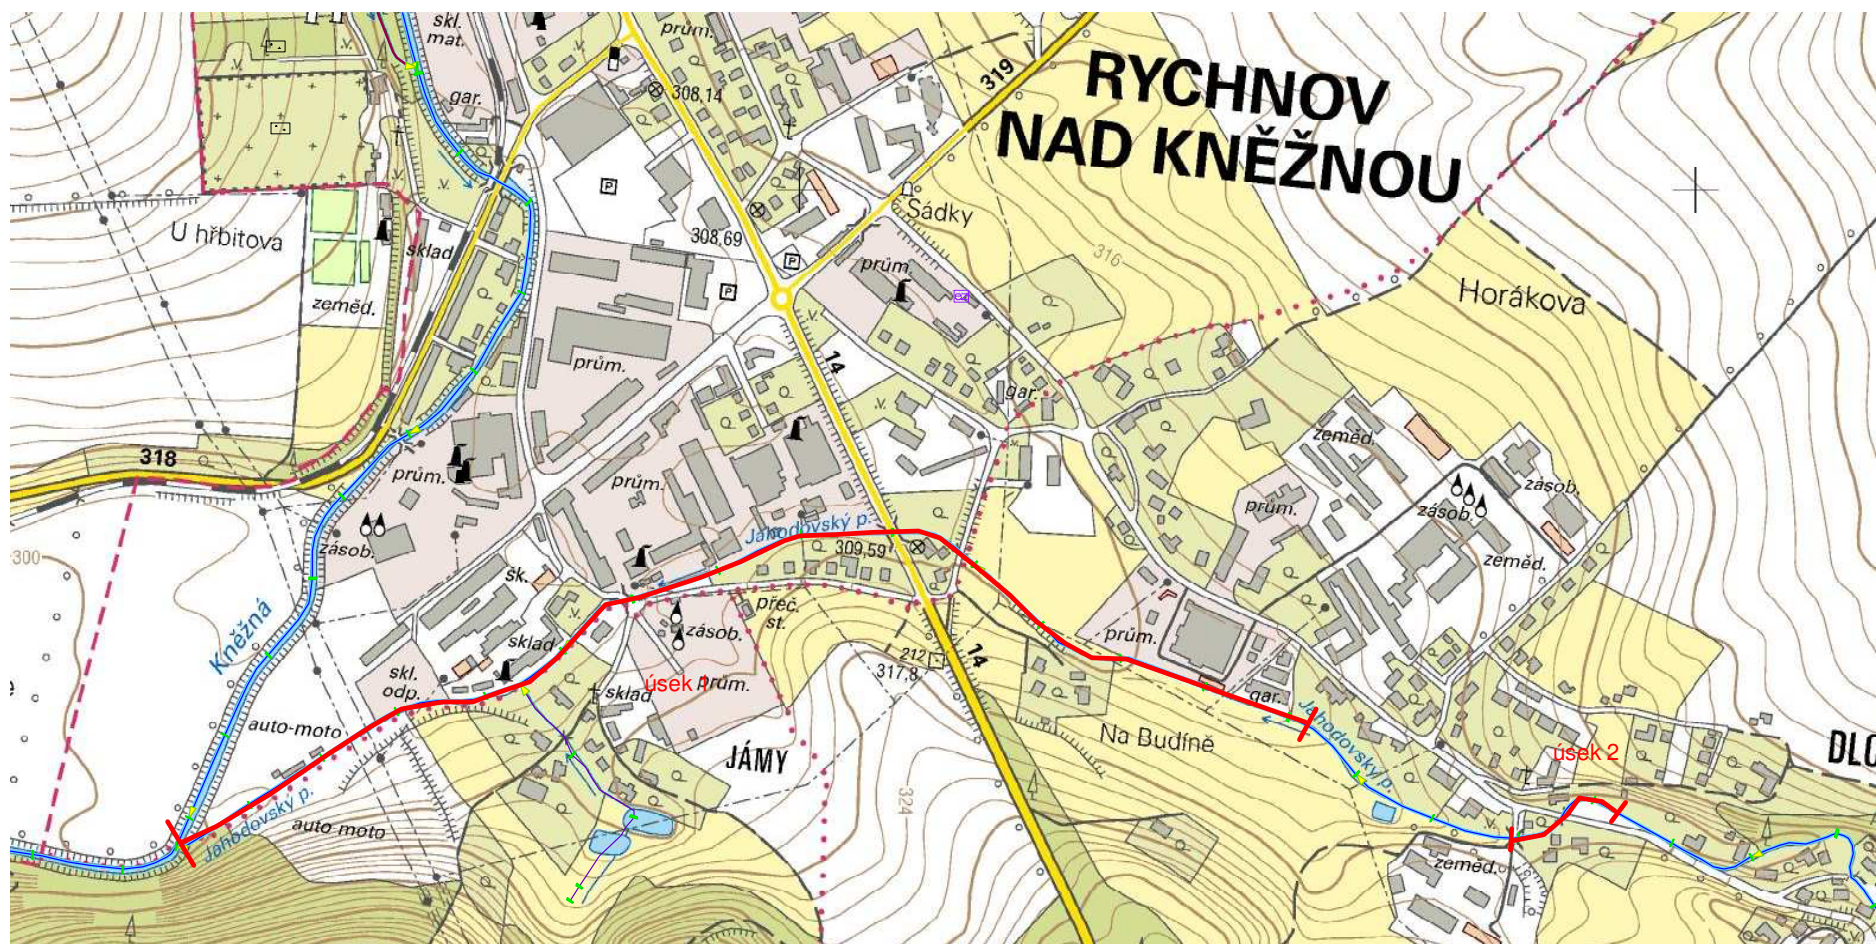 skl.
mat.
prům.
319
RYCHNOV
NAD KNĚŽNOU
gar.
308,14
U hřbitova
sklad
308,69
Sádky
prům.
316
zeměd.
Horákova
14
prům.
gar.
318
prům.
prům.
zeměd.
zásob.
zásob.
prům.
zásob.
Jahodovský p.
309,59
300
zeměd.
šk.
přeč.
st.
zásob.
Kněžná
sklad
prům.
212
317,8
14
skl.
odp.
úsek 1
prům.
sklad
gar.
Jahodovský p.
auto-moto
Na Budíně
JÁMY
úsek 2
DLO
324
Jahodovský p.
auto moto
zeměd.